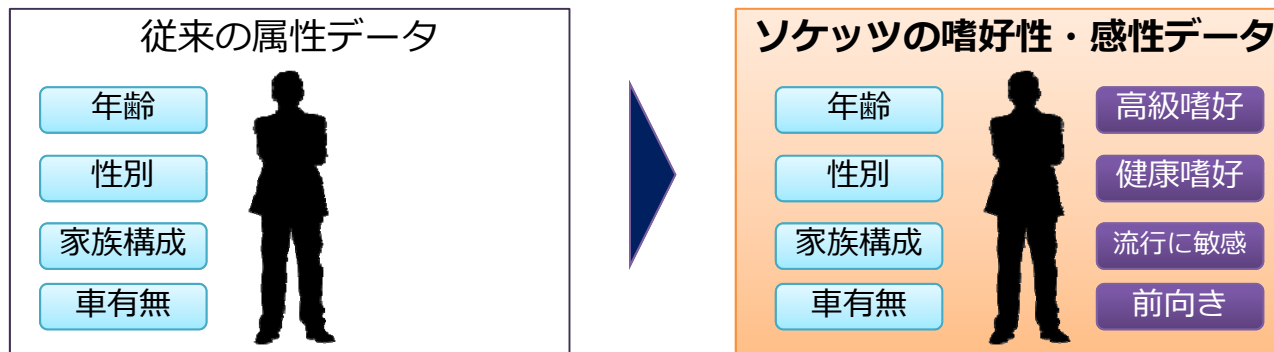 従来の属性データ
年齢
性別
家族構成
車有無
ソケッツの嗜好性・感性データ
年齢
高級嗜好
性別
健康嗜好
家族構成
流行に敏感
車有無
前向き